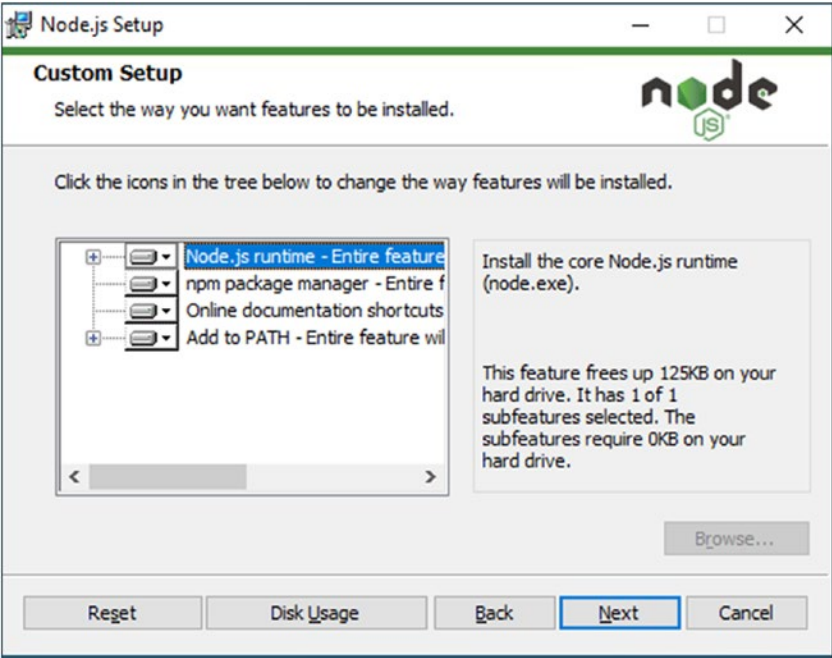 Node.js Setup
Custom Setup
Select the way you want features to be installed.
node
JS
Click the icons in the tree below to change the way features will be installed.
Node.js runtime - Entire feature
npm package manager - Entire f
Online documentation shortcuts
Add to PATH - Entire feature wil
Install the core Node.js runtime
(node.exe).
This feature frees up 125KB on your
hard drive. It has 1 of 1
subfeatures selected. The
subfeatures require 0KB on your
hard drive.
Browse...
Reset
Disk Usage
Back
Next
Cancel